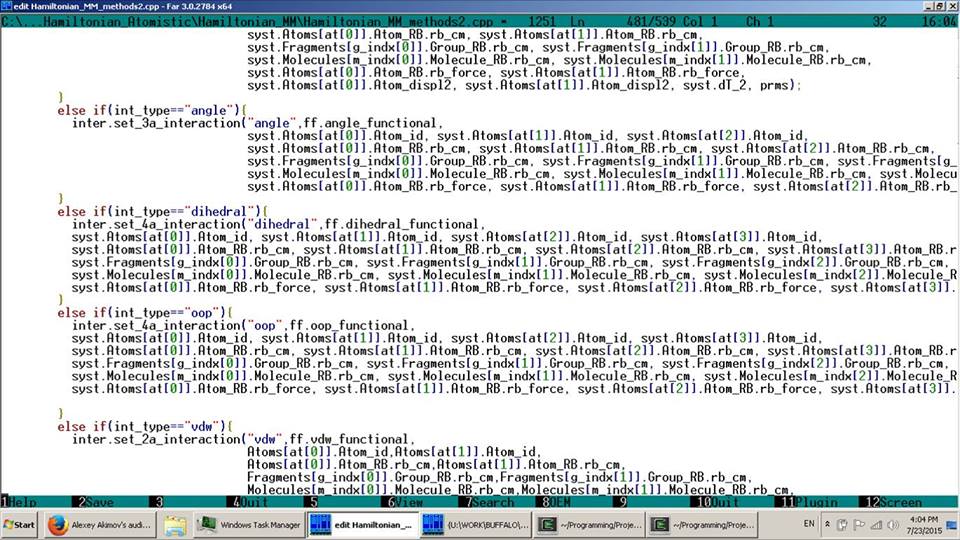 edit Hamiltonian_MM_methods2.cpp - Far 3.0.2784 x64
C:\...Hamiltonian_Atomistic\Hamiltonian_MM\Hamiltonian_MM_methods2.cpp * 1251 Ln 481/539 Col 1 Ch 1 32 16:04
syst.Atoms[at[0]].Atom_RB.rb_cm, syst.Atoms[at[1]].Atom_RB.rb_cm,
syst.Fragments[g_indx[0]].Group_RB.rb_cm, syst.Fragments[g_indx[1]].Group_RB.rb_cm,
syst.Molecules[m_indx[0]].Molecule_RB.rb_cm, syst.Molecules[m_indx[1]].Molecule_RB.rb_cm,
syst.Atoms[at[0]].Atom_RB.rb_force, syst.Atoms[at[1]].Atom_RB.rb_force,
syst.Atoms[at[0]].Atom_displ2, syst.Atoms[at[1]].Atom_displ2, syst.dT_2, prms);
}
else if(int_type=="angle"){
inter.set_3a_interaction("angle",ff.angle_functional,
syst.Atoms[at[0]].Atom_id, syst.Atoms[at[1]].Atom_id, syst.Atoms[at[2]].Atom_id,
syst.Atoms[at[0]].Atom_RB.rb_cm, syst.Atoms[at[1]].Atom_RB.rb_cm, syst.Atoms[at[2]].Atom_RB.rb_cm,
syst.Fragments[g_indx[0]].Group_RB.rb_cm, syst.Fragments[g_indx[1]].Group_RB.rb_cm, syst.Fragments[g_
syst.Molecules[m_indx[0]].Molecule_RB.rb_cm, syst.Molecules[m_indx[1]].Molecule_RB.rb_cm, syst.Molecu
syst.Atoms[at[0]].Atom_RB.rb_force, syst.Atoms[at[1]].Atom_RB.rb_force, syst.Atoms[at[2]].Atom_RB.rb_
}
else if(int_type=="dihedral"){
inter.set_4a_interaction("dihedral",ff.dihedral_functional,
syst.Atoms[at[0]].Atom_id, syst.Atoms[at[1]].Atom_id, syst.Atoms[at[2]].Atom_id, syst.Atoms[at[3]].Atom_id,
syst.Atoms[at[0]].Atom_RB.rb_cm, syst.Atoms[at[1]].Atom_RB.rb_cm, syst.Atoms[at[2]].Atom_RB.rb_cm, syst.Atoms[at[3]].Atom_RB.r
syst.Fragments[g_indx[0]].Group_RB.rb_cm, syst.Fragments[g_indx[1]].Group_RB.rb_cm, syst.Fragments[g_indx[2]].Group_RB.rb_cm,
syst.Molecules[m_indx[0]].Molecule_RB.rb_cm, syst.Molecules[m_indx[1]].Molecule_RB.rb_cm, syst.Molecules[m_indx[2]].Molecule_R
syst.Atoms[at[0]].Atom_RB.rb_force, syst.Atoms[at[1]].Atom_RB.rb_force, syst.Atoms[at[2]].Atom_RB.rb_force, syst.Atoms[at[3]].
}
else if(int_type=="oop"){
inter.set_4a_interaction("oop",ff.oop_functional,
syst.Atoms[at[0]].Atom_id, syst.Atoms[at[1]].Atom_id, syst.Atoms[at[2]].Atom_id, syst.Atoms[at[3]].Atom_id,
syst.Atoms[at[0]].Atom_RB.rb_cm, syst.Atoms[at[1]].Atom_RB.rb_cm, syst.Atoms[at[2]].Atom_RB.rb_cm, syst.Atoms[at[3]].Atom_RB.r
syst.Fragments[g_indx[0]].Group_RB.rb_cm, syst.Fragments[g_indx[1]].Group_RB.rb_cm, syst.Fragments[g_indx[2]].Group_RB.rb_cm,
syst.Molecules[m_indx[0]].Molecule_RB.rb_cm, syst.Molecules[m_indx[1]].Molecule_RB.rb_cm, syst.Molecules[m_indx[2]].Molecule_R
syst.Atoms[at[0]].Atom_RB.rb_force, syst.Atoms[at[1]].Atom_RB.rb_force, syst.Atoms[at[2]].Atom_RB.rb_force, syst.Atoms[at[3]].
}
else if(int_type=="vdw"){
inter.set_2a_interaction("vdw",ff.vdw_functional,
Atoms[at[0]].Atom_id,Atoms[at[1]].Atom_id,
Atoms[at[0]].Atom_RB.rb_cm,Atoms[at[1]].Atom_RB.rb_cm,
Fragments[g_indx[0]].Group_RB.rb_cm,Fragments[g_indx[1]].Group_RB.rb_cm,
Molecules[m_indx[0]].Molecule_RB.rb_cm,Molecules[m_indx[1]].Molecule_RB.rb_cm,
1Help 2Save 3 4Quit 5 6View 7Search 8OEM 9 10Quit 11Plugin 12Screen
Start Alexey Akimov's aud... Windows Task Manager edit Hamiltonian_... {U:\WORK\BUFFALO\... ~/Programming/Proje... ~/Programming/Proje... EN 4:04 PM
7/23/2015